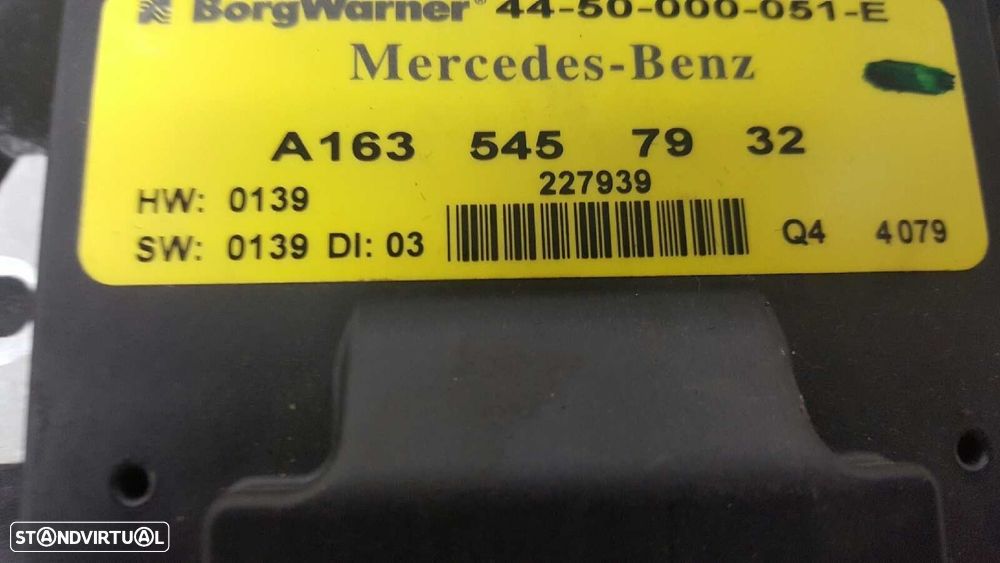 BorgWarner® 44-50-000-051-E
Mercedes-Benz
A163 545 79 32
227939
HW: 0139
SW: 0139 DI: 03
Q4 4079
STANDVIRTUAL